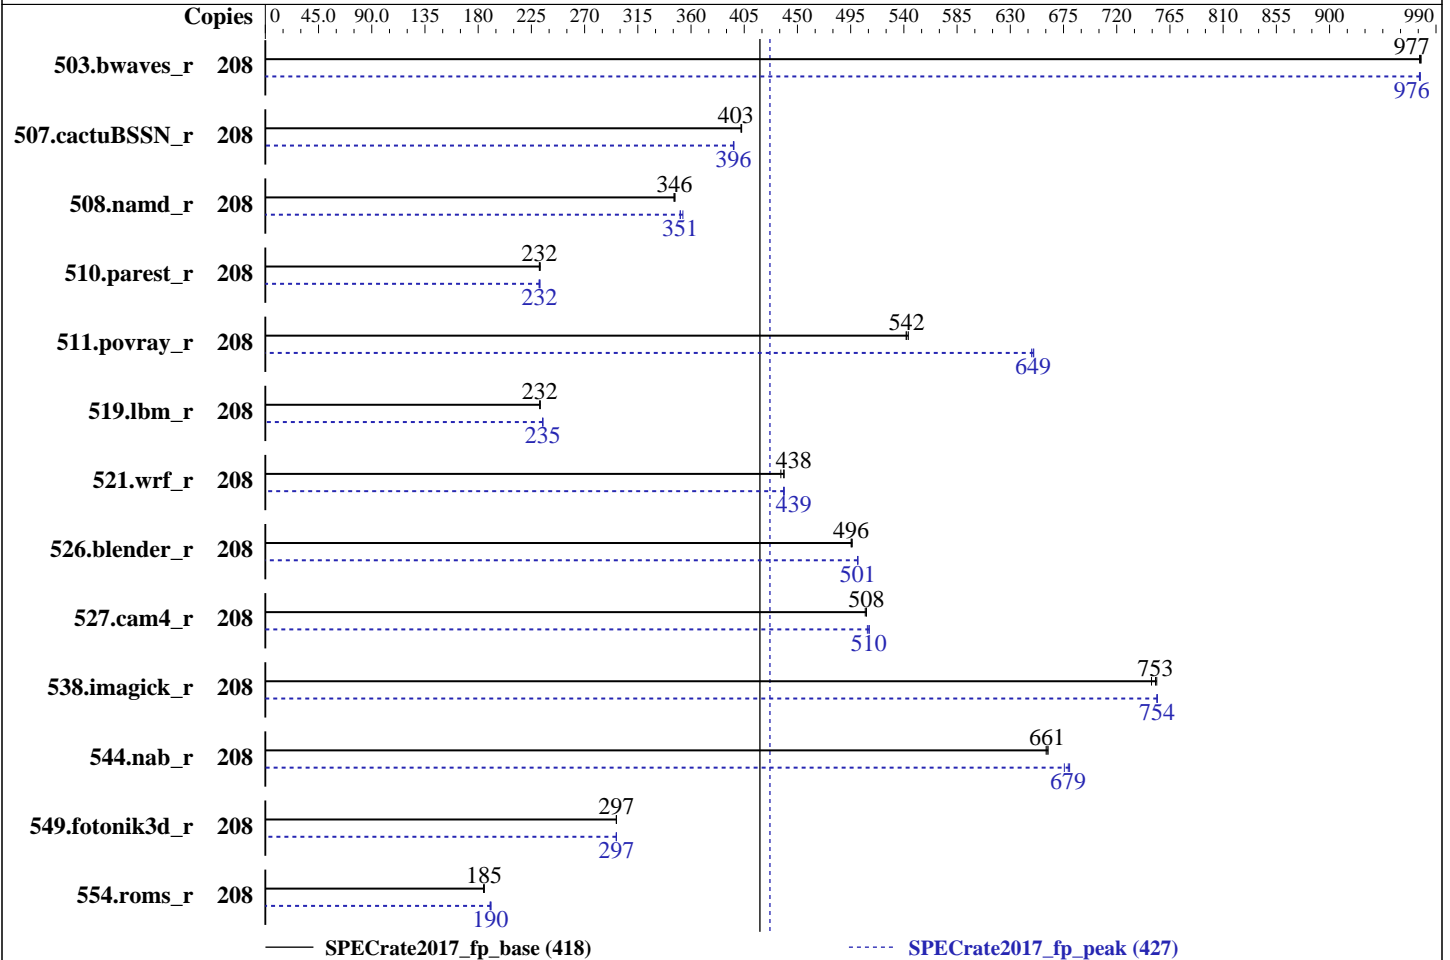 Copies 0 45.0 90.0 135 180 225 270 315 360 405 450 495 540 585 630 675 720 765 810 855 900 990
503.bwaves_r 208 977
976
507.cactuBSSN_r 208 403
396
508.namd_r 208 346
351
510.parest_r 208 232
232
511.povray_r 208 542
649
519.lbm_r 208 232
235
521.wrf_r 208 438
439
526.blender_r 208 496
501
527.cam4_r 208 508
510
538.imagick_r 208 753
754
544.nab_r 208 661
679
549.fotonik3d_r 208 297
297
554.roms_r 208 185
190
SPECrate2017_fp_base (418) SPECrate2017_fp_peak (427)